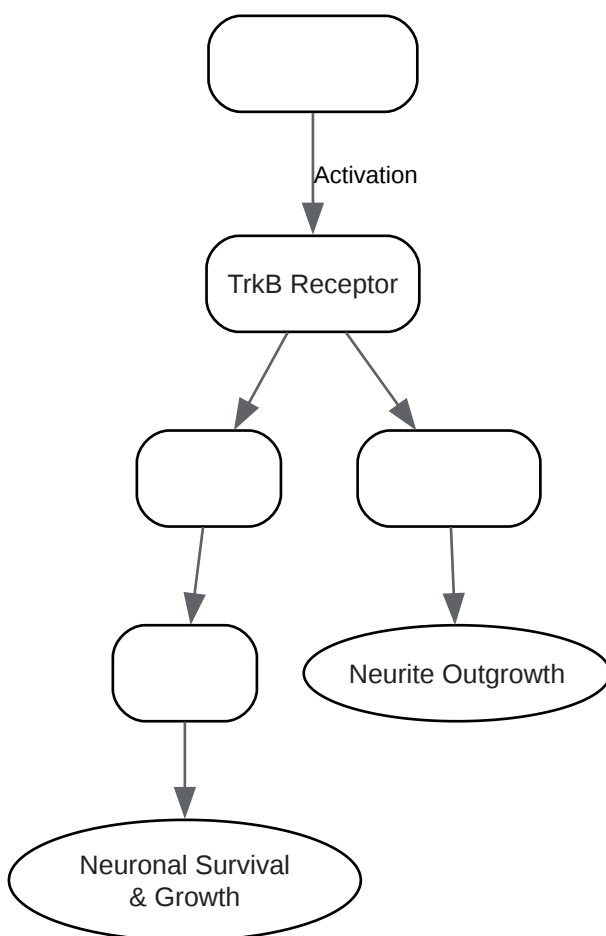 Activation
TrkB Receptor
Neurite Outgrowth
Neuronal Survival
& Growth